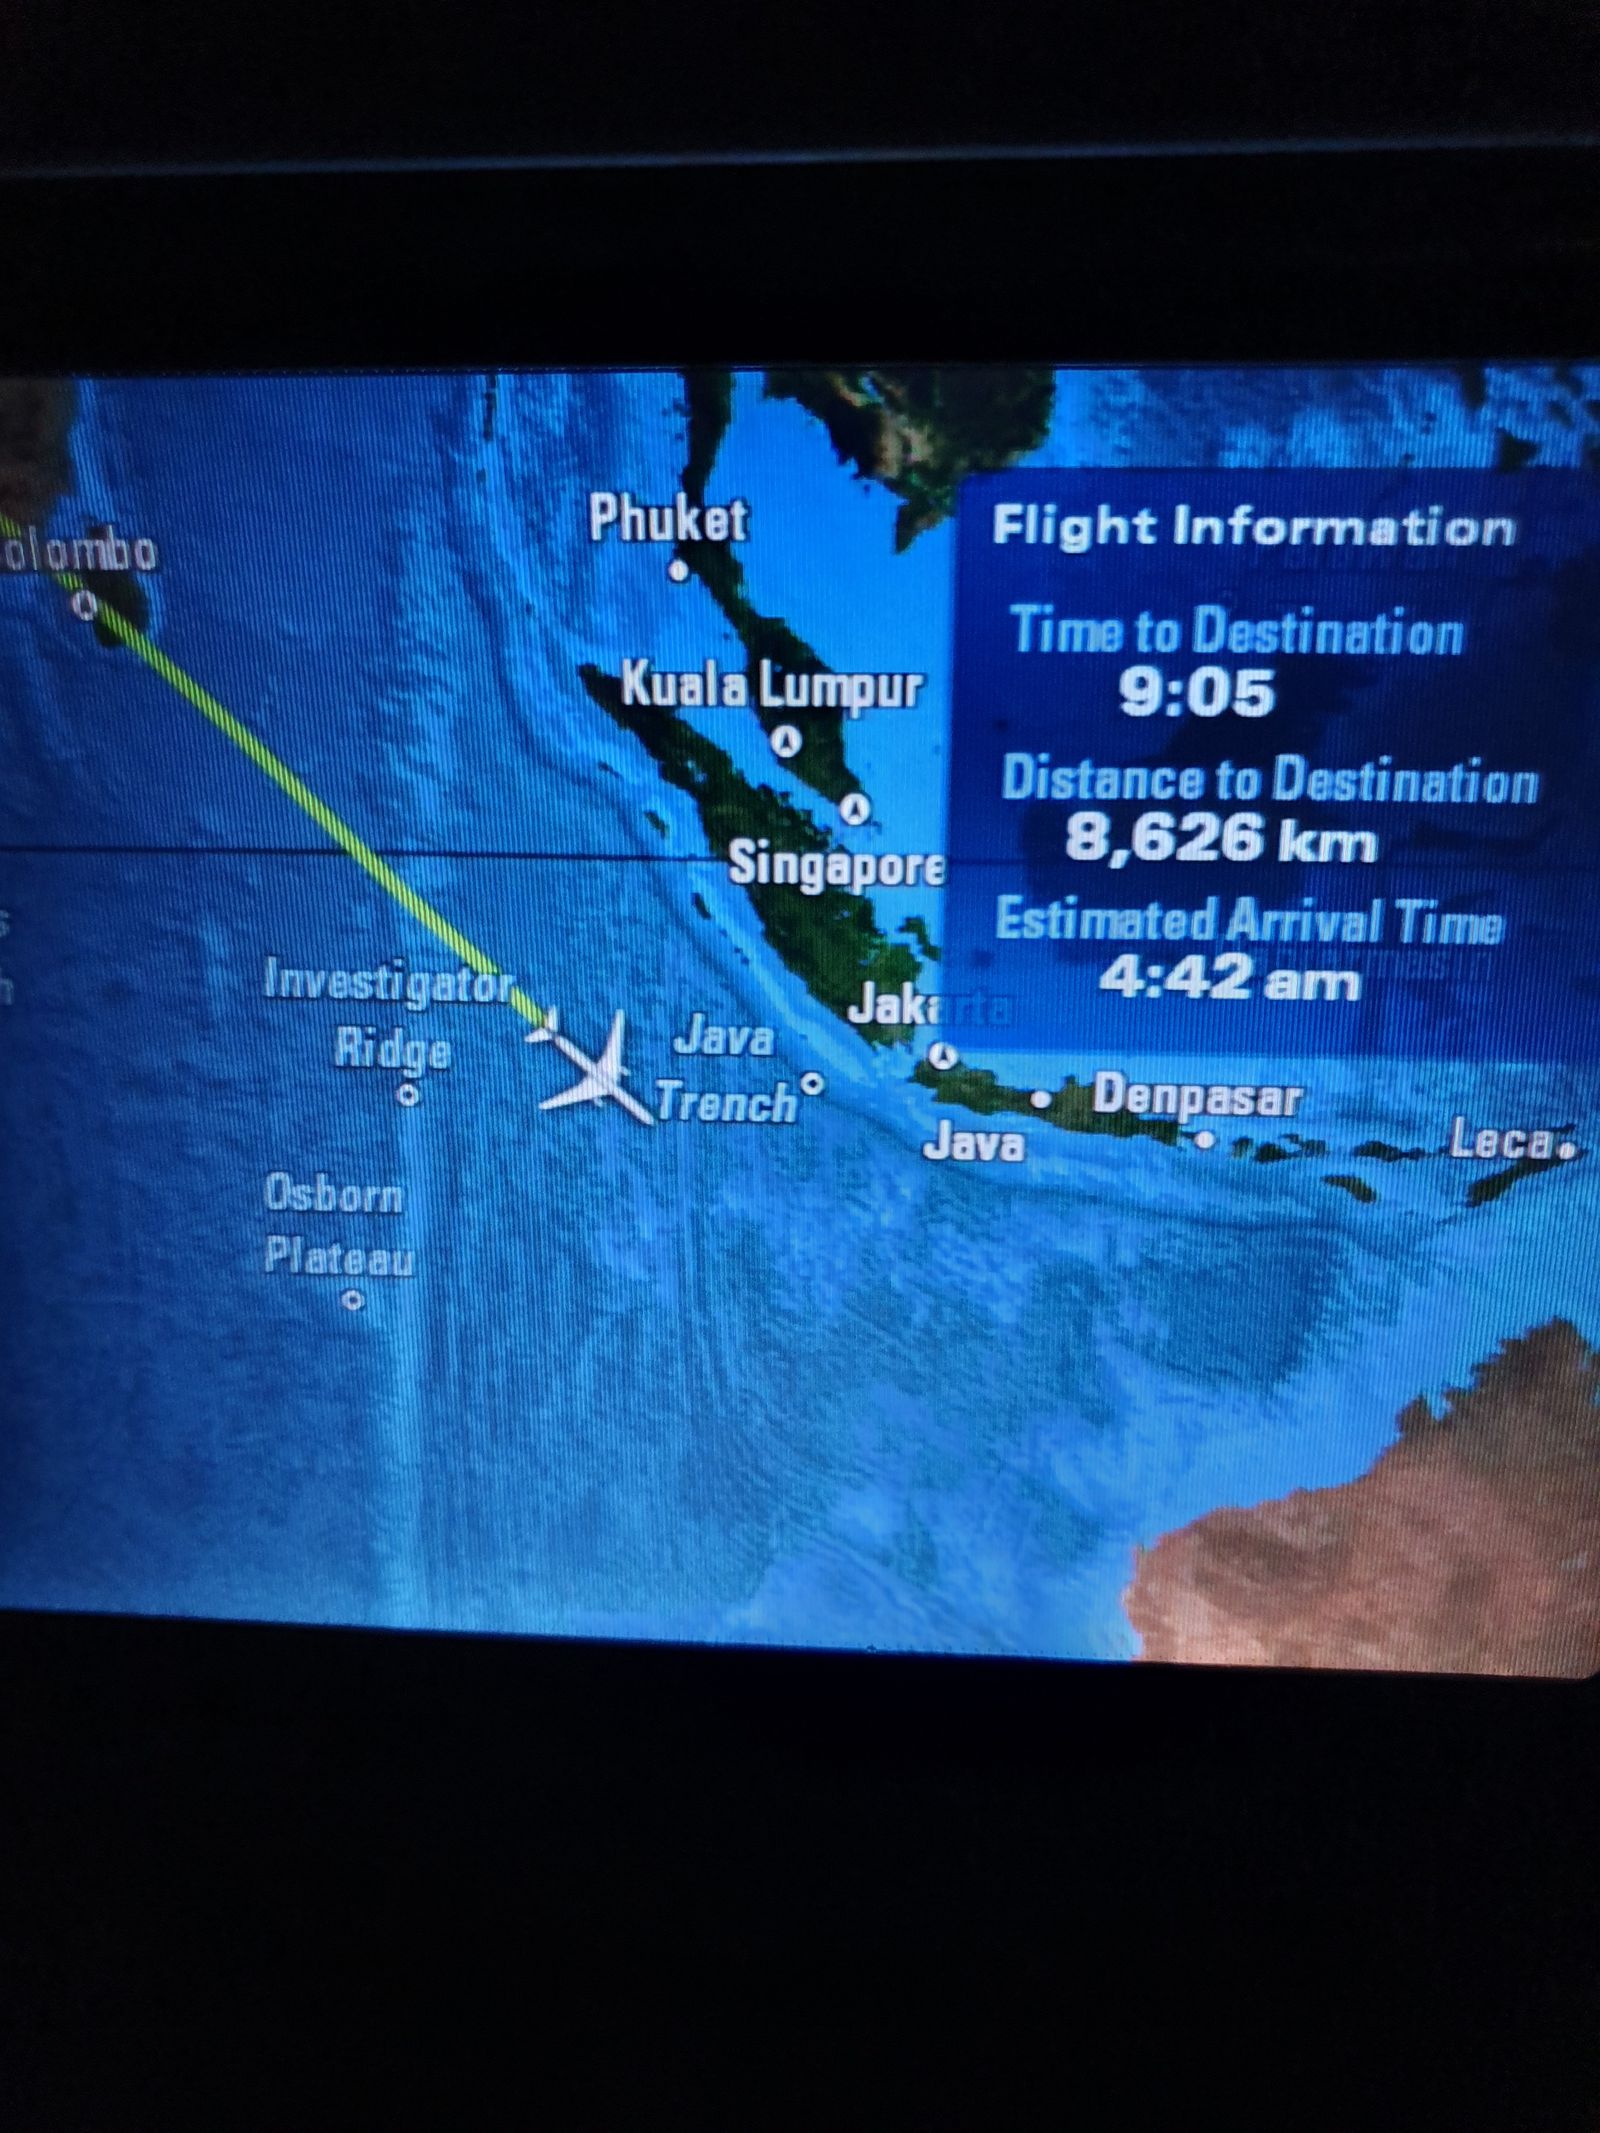 Phuket
Flight Information
olombo
Time to Destination
9:05
Kuala Lumpur
Distance to Destination
8,626 km
Singapore
Estimated Arrival Time
4:42 am
Investigator
Ridge
Jakarta
Java
Trench
Denpasar
Java
Leca
Osborn
Plateau